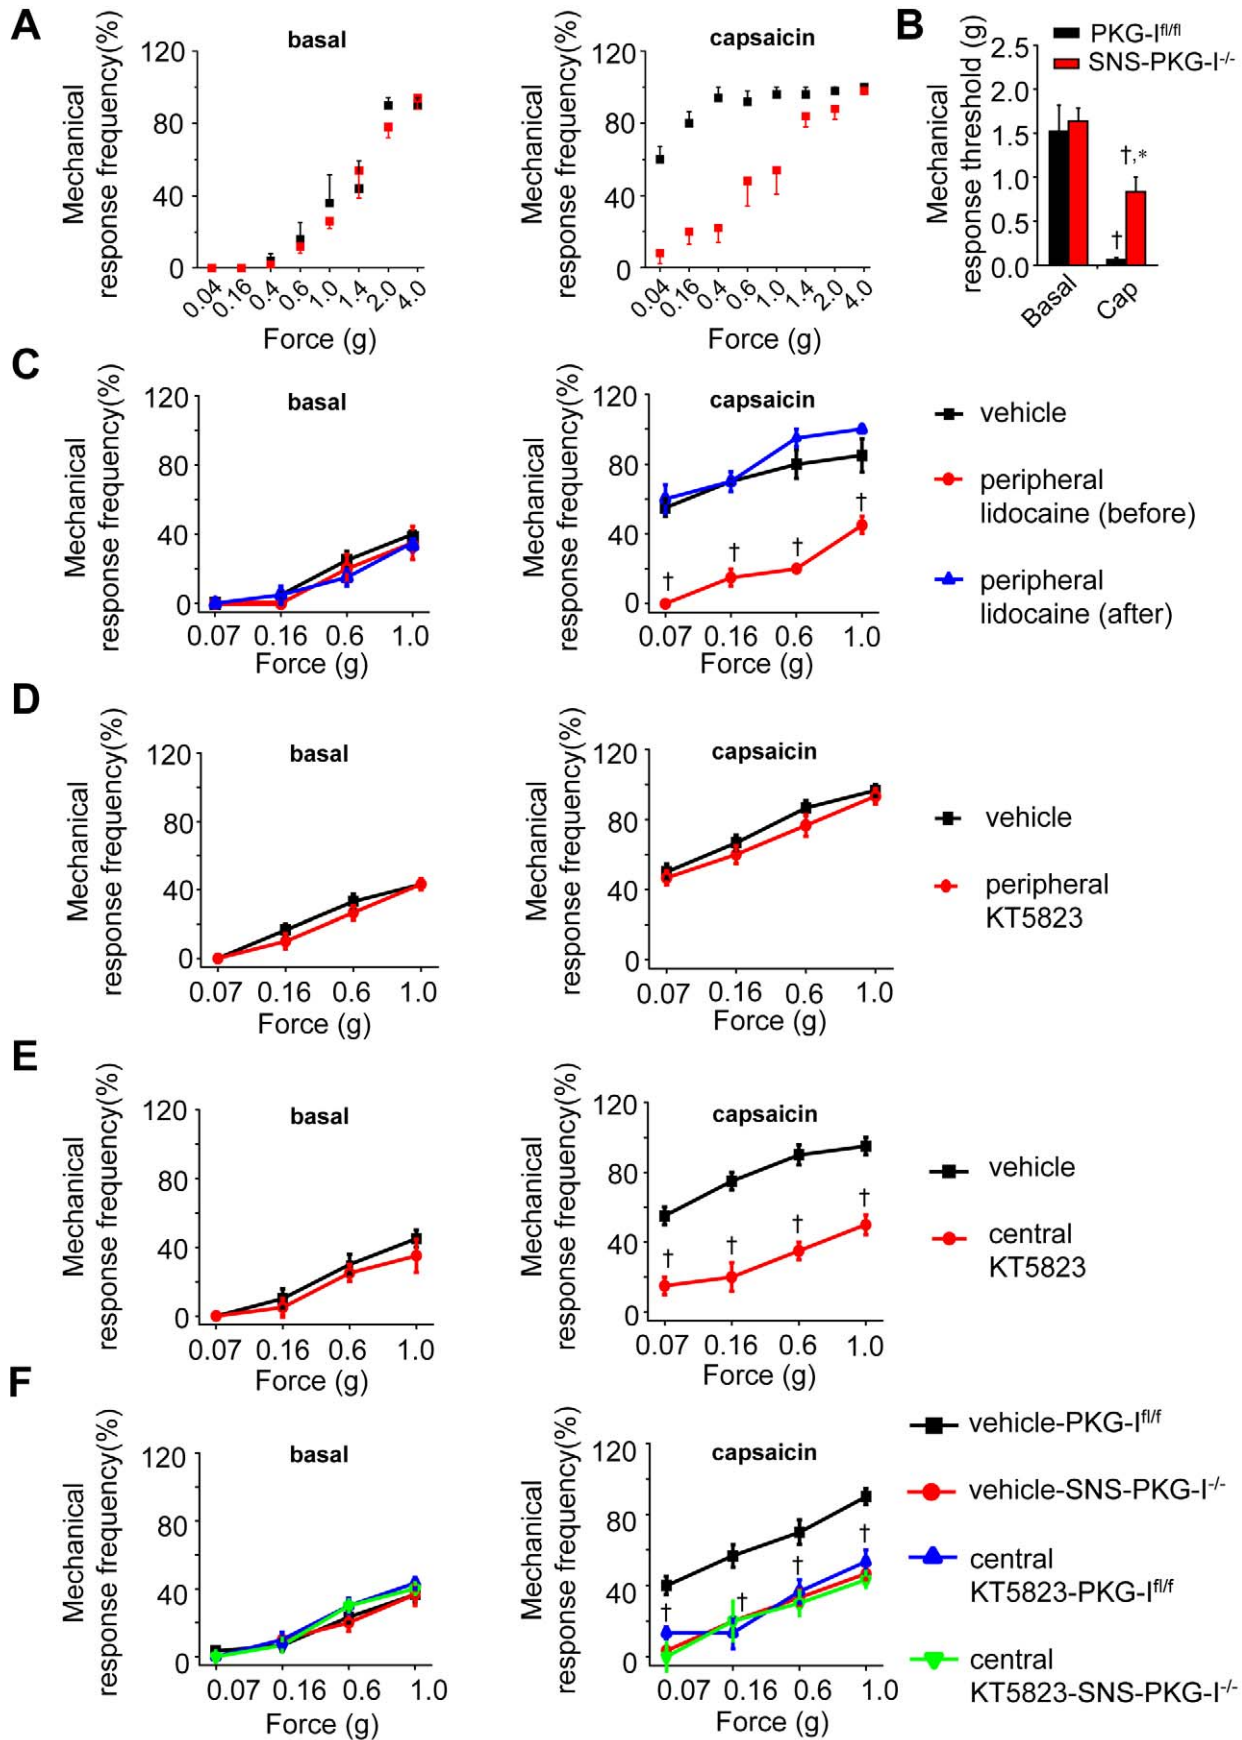 A
basal
Mechanical
response frequency(%)
120
80
40
0
0.04
0.16
0.4
0.6
1.0
1.4
2.0
4.0
Force (g)
capsaicin
Mechanical
response frequency(%)
120
80
40
0
0.04
0.16
0.4
0.6
1.0
1.4
2.0
4.0
Force (g)
B
PKG-Ifl/fl
SNS-PKG-I-/-
Mechanical
response threshold (g)
2.5
2.0
1.5
1.0
0.5
0.0
†
†,*
Basal
Cap
C
basal
Mechanical
response frequency(%)
120
80
40
0
0.07 0.16 0.6 1.0
Force (g)
capsaicin
Mechanical
response frequency(%)
120
80
40
0
† † † †
0.07 0.16 0.6 1.0
Force (g)
vehicle
peripheral
lidocaine (before)
peripheral
lidocaine (after)
D
basal
Mechanical
response frequency(%)
120
80
40
0
0.07 0.16 0.6 1.0
Force (g)
capsaicin
Mechanical
response frequency(%)
120
80
40
0
0.07 0.16 0.6 1.0
Force (g)
vehicle
peripheral
KT5823
E
basal
Mechanical
response frequency(%)
120
80
40
0
0.07 0.16 0.6 1.0
Force (g)
capsaicin
Mechanical
response frequency(%)
120
80
40
0
† † † †
0.07 0.16 0.6 1.0
Force (g)
vehicle
central
KT5823
F
basal
Mechanical
response frequency(%)
120
80
40
0
0.07 0.16 0.6 1.0
Force (g)
capsaicin
Mechanical
response frequency(%)
120
80
40
0
† † † †
0.07 0.16 0.6 1.0
Force (g)
vehicle-PKG-Ifl/f
vehicle-SNS-PKG-I-/-
central
KT5823-PKG-Ifl/f
central
KT5823-SNS-PKG-I-/-